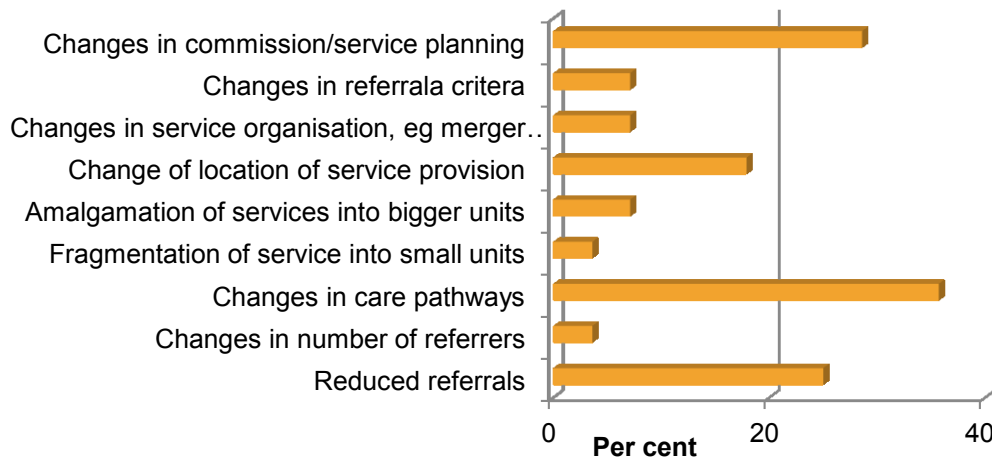 Changes in commission/service planning
Changes in referrala critera
Changes in service organisation, eg merger..
Change of location of service provision
Amalgamation of services into bigger units
Fragmentation of service into small units
Changes in care pathways
Changes in number of referrers
Reduced referrals
0 20 40
Per cent